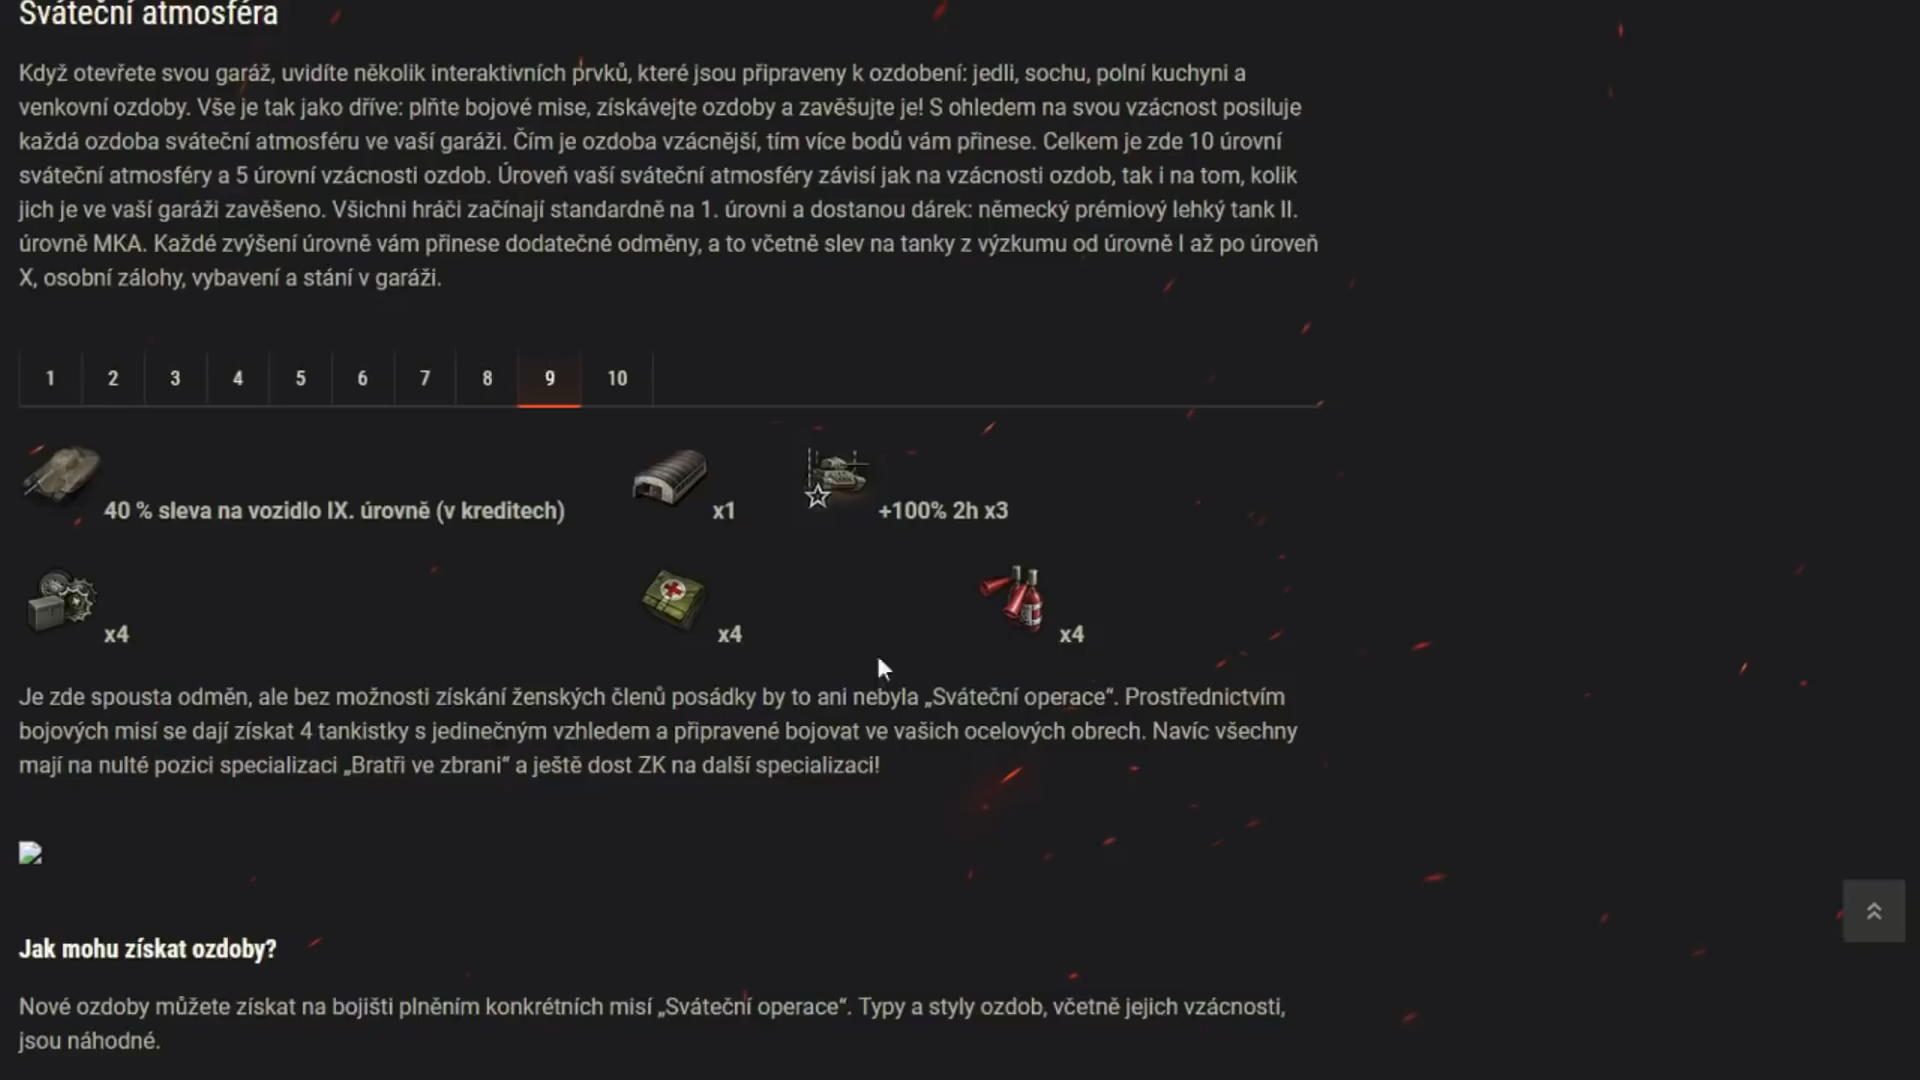 Sváteční atmosféra
Když otevřete svou garáž, uvidíte několik interaktivních prvků, které jsou připraveny k ozdobení: jedli, sochu, polní kuchyni a
venkovní ozdoby. Vše je tak jako dříve: plňte bojové mise, získávejte ozdoby a zavěšujte je! S ohledem na svou vzácnost posiluje
každá ozdoba sváteční atmosféru ve vaší garáži. Čím je ozdoba vzácnější, tím více bodů vám přinese. Celkem je zde 10 úrovní
sváteční atmosféry a 5 úrovní vzácnosti ozdob. Úroveň vaší sváteční atmosféry závisí jak na vzácnosti ozdob, tak i na tom, kolik
jich je ve vaší garáži zavěšeno. Všichni hráči začínají standardně na 1. úrovni a dostanou dárek: německý prémiový lehký tank II.
úrovně MKA. Každé zvýšení úrovně vám přinese dodatečné odměny, a to včetně slev na tanky z výzkumu od úrovně I až po úroveň
X, osobní zálohy, vybavení a stání v garáži.
1 2 3 4 5 6 7 8 9 10
40 % sleva na vozidlo IX. úrovně (v kreditech) x1 +100% 2h x3
x4 x4 x4
Je zde spousta odměn, ale bez možnosti získání ženských členů posádky by to ani nebyla „Sváteční operace“. Prostřednictvím
bojových misí se dají získat 4 tankistky s jedinečným vzhledem a připravené bojovat ve vašich ocelových obrech. Navíc všechny
mají na nulté pozici specializaci „Bratři ve zbrani“ a ještě dost ZK na další specializaci!
Jak mohu získat ozdoby?
Nové ozdoby můžete získat na bojišti plněním konkrétních misí „Sváteční operace“. Typy a styly ozdob, včetně jejich vzácnosti,
jsou náhodné.